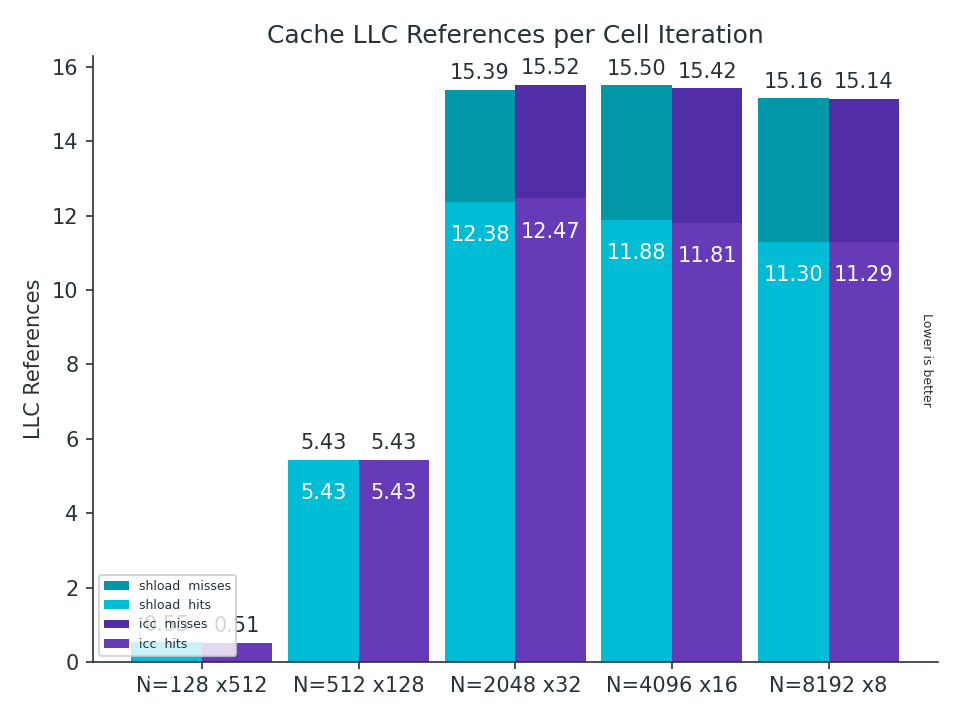 Cache LLC References per Cell Iteration
LLC References
16
14
12
10
8
6
4
2
0
0.55
0.51
5.43
5.43
5.43
5.43
15.39
15.52
12.38
12.47
15.50
15.42
11.88
11.81
15.16
15.14
11.30
11.29
Lower is better
shload  misses
shload  hits
icc  misses
icc  hits
N=128 x512
N=512 x128
N=2048 x32
N=4096 x16
N=8192 x8